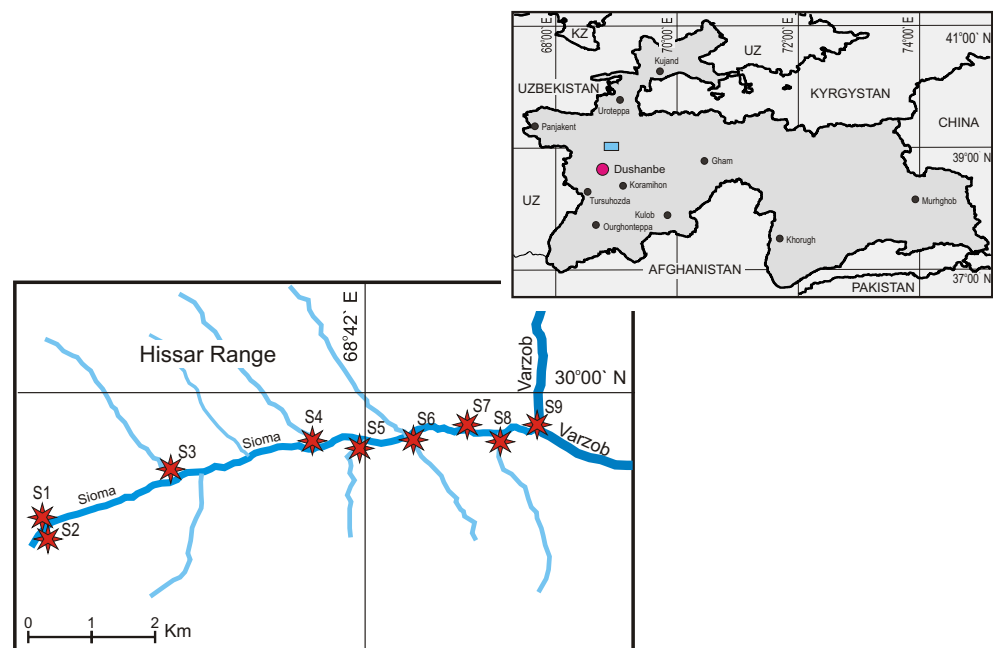 68°00` E
70°00` E
72°00` E
74°00` E
41°00` N
KZ
UZ
Kujand
UZBEKISTAN
KYRGYSTAN
Uroteppa
CHINA
Panjakent
39°00` N
Gham
Dushanbe
Koramihon
UZ
Tursuhozda
Murhghob
Kulob
Ourghonteppa
Khorugh
AFGHANISTAN
37°00` N
PAKISTAN
68°42` E
Hissar Range
Varzob
30°00` N
S7
S9
S4
S6
S8
Sioma
S5
Varzob
S3
Sioma
S1
S2
0 1 2
Km